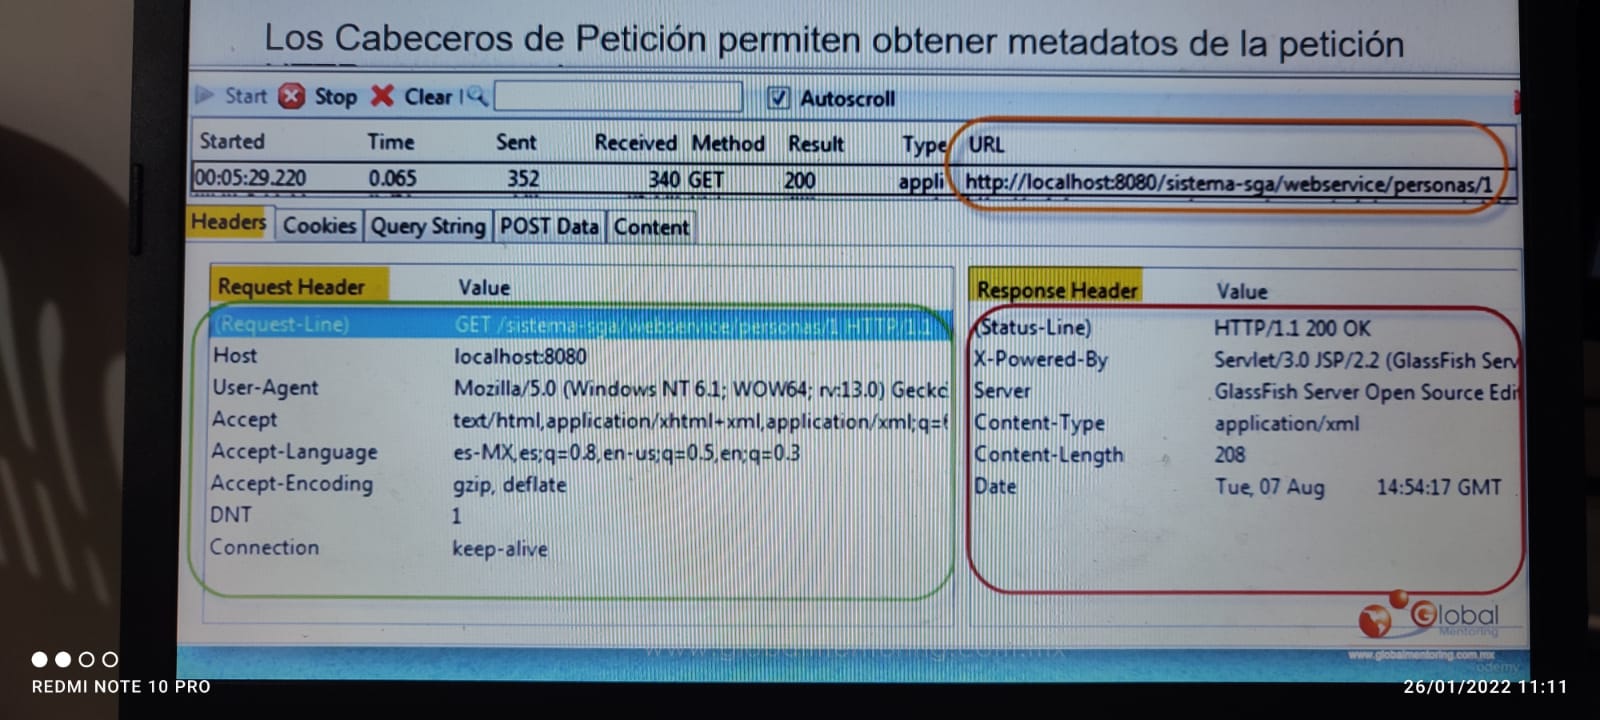 Los Cabeceros de Petición permiten obtener metadatos de la petición
Start Stop Clear Autoscroll
Started Time Sent Received Method Result Type URL
00:05:29.220 0.065 352 340 GET 200 appli http://localhost:8080/sistema-sga/webservice/personas/1
Headers Cookies Query String POST Data Content
Request Header Value
(Request-Line) GET /sistema-sga/webservice/personas/1 HTTP/1.1
Host localhost:8080
User-Agent Mozilla/5.0 (Windows NT 6.1; WOW64; rv:13.0) Gecko
Accept text/html,application/xhtml+xml,application/xml;q=
Accept-Language es-MX,es;q=0.8,en-us;q=0.5,en;q=0.3
Accept-Encoding gzip, deflate
DNT 1
Connection keep-alive
Response Header Value
(Status-Line) HTTP/1.1 200 OK
X-Powered-By Servlet/3.0 JSP/2.2 (GlassFish Serv
Server GlassFish Server Open Source Edi
Content-Type application/xml
Content-Length 208
Date Tue, 07 Aug 14:54:17 GMT
Global
Mentoring
www.globalmentoring.com.mx
www.globalmentoring.com.mx
udemy
REDMI NOTE 10 PRO
26/01/2022 11:11